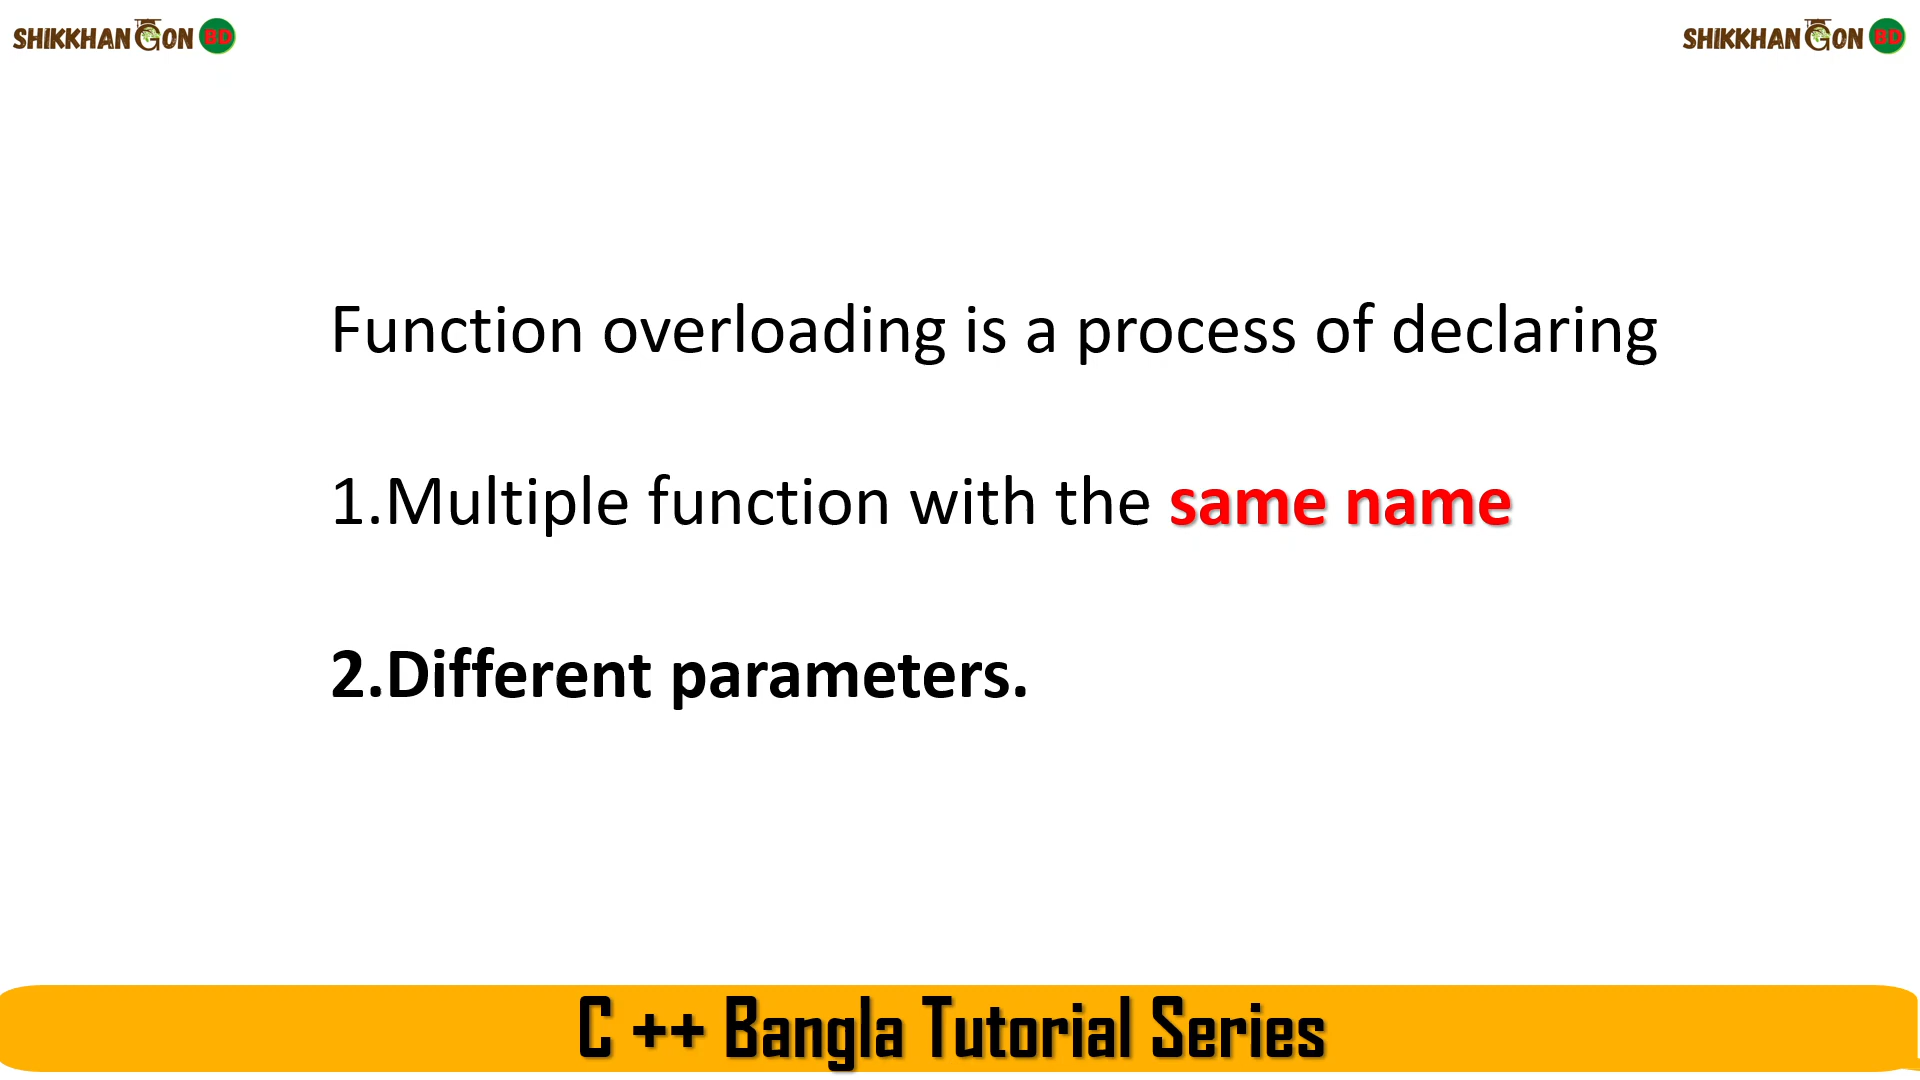 SHIKKHANGON BD
SHIKKHANGON BD
Function overloading is a process of declaring
1.Multiple function with the same name
2.Different parameters.
C ++ Bangla Tutorial Series